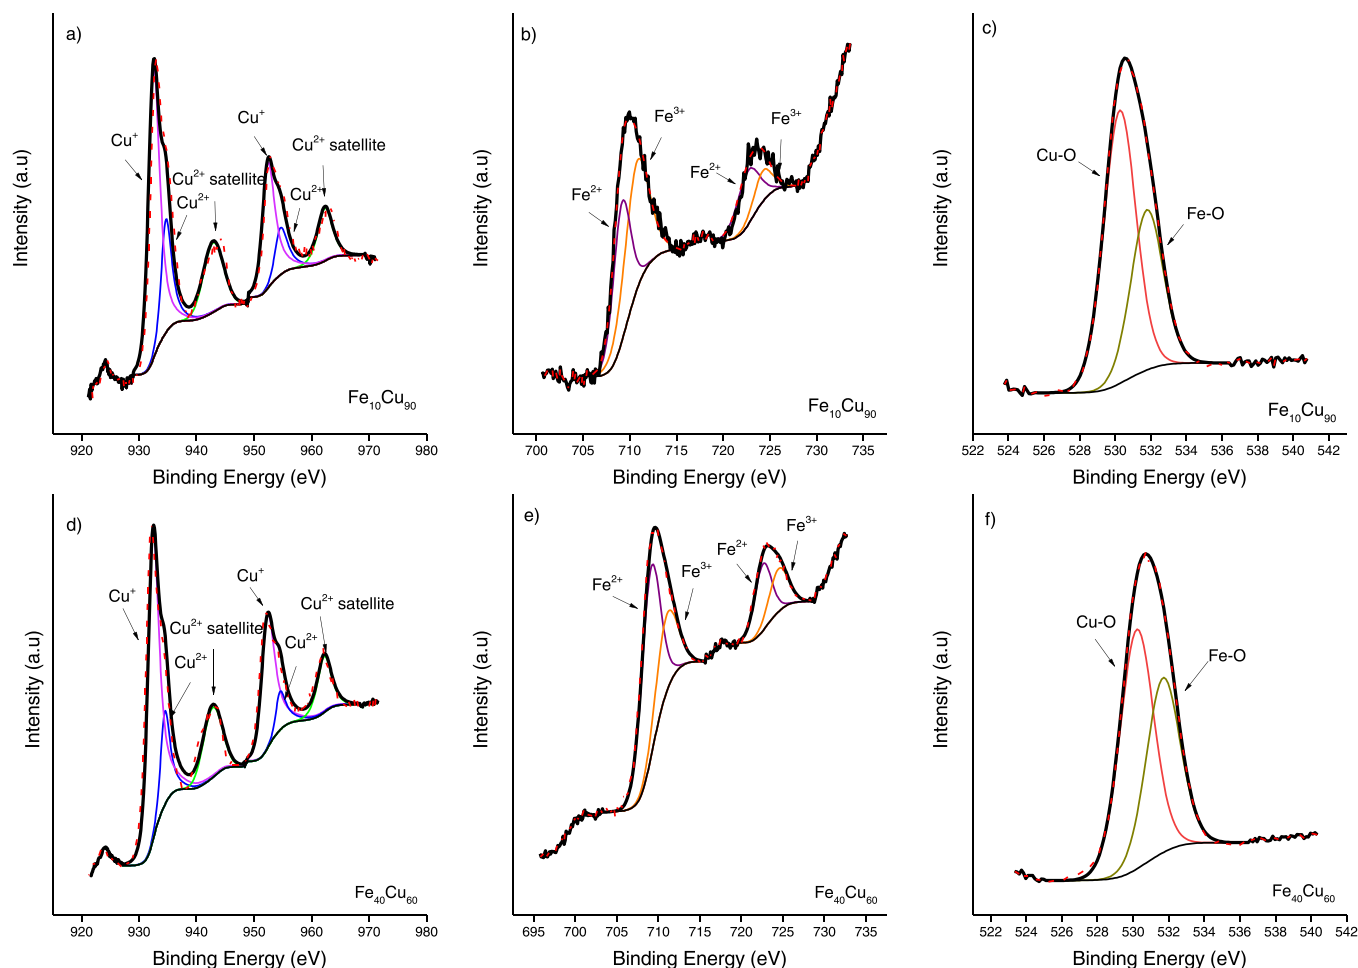 a)
Intensity (a.u)
Cu+
Cu2+ satellite
Cu2+
Cu+
Cu2+
Cu2+ satellite
Fe10Cu90
920 930 940 950 960 970 980
Binding Energy (eV)
b)
Intensity (a.u)
Fe2+
Fe3+
Fe2+
Fe3+
Fe10Cu90
700 705 710 715 720 725 730 735
Binding Energy (eV)
c)
Intensity (a.u)
Cu-O
Fe-O
Fe10Cu90
522 524 526 528 530 532 534 536 538 540 542
Binding Energy (eV)
d)
Intensity (a.u)
Cu+
Cu2+ satellite
Cu2+
Cu+
Cu2+ satellite
Cu2+
Fe40Cu60
920 930 940 950 960 970 980
Binding Energy (eV)
e)
Intensity (a.u)
Fe2+
Fe3+
Fe2+
Fe3+
Fe40Cu60
695 700 705 710 715 720 725 730 735
Binding Energy (eV)
f)
Intensity (a.u)
Cu-O
Fe-O
Fe40Cu60
522 524 526 528 530 532 534 536 538 540 542
Binding Energy (eV)